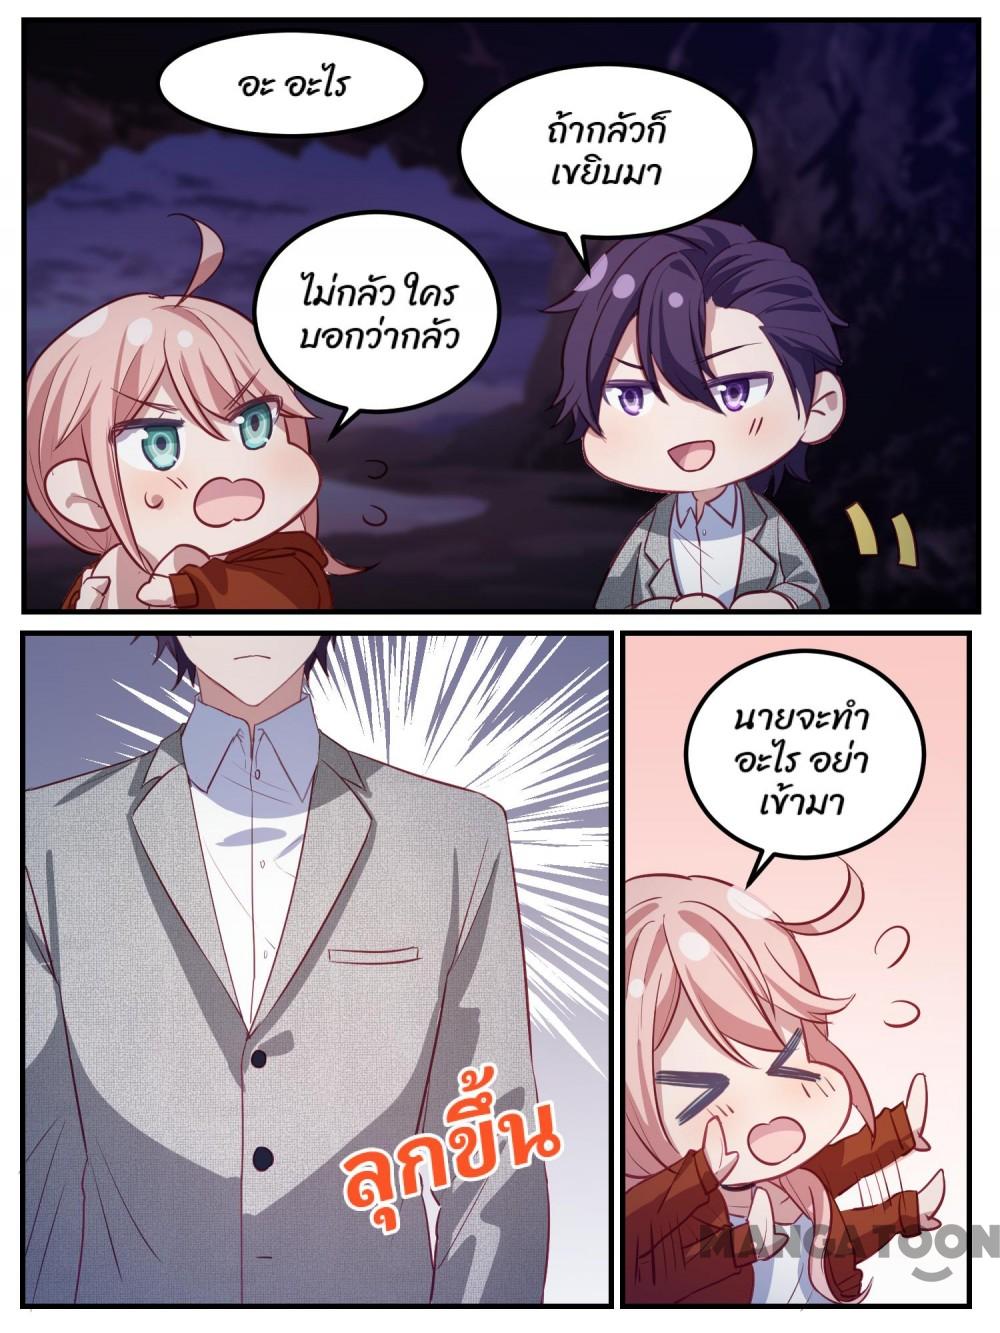 อะ อะไร
ถ้ากลัวก็
เขยิบมา
ไม่กลัว ใคร
บอกว่ากลัว
ลุกขึ้น
นายจะทำ
อะไร อย่า
เข้ามา
MANGATOON